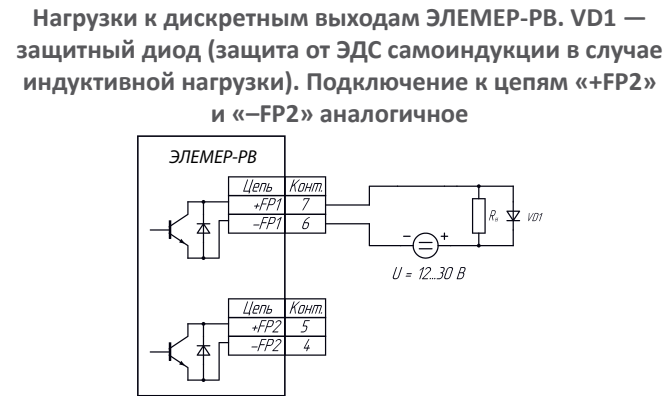 Нагрузки к дискретным выходам ЭЛЕМЕР-РВ. VD1 —
защитный диод (защита от ЭДС самоиндукции в случае
индуктивной нагрузки). Подключение к цепям «+FP2»
и «–FP2» аналогичное
ЭЛЕМЕР-РВ
Цепь Конт.
+FP1 7
–FP1 6
Rн VD1
– +
U = 12...30 В
Цепь Конт.
+FP2 5
–FP2 4